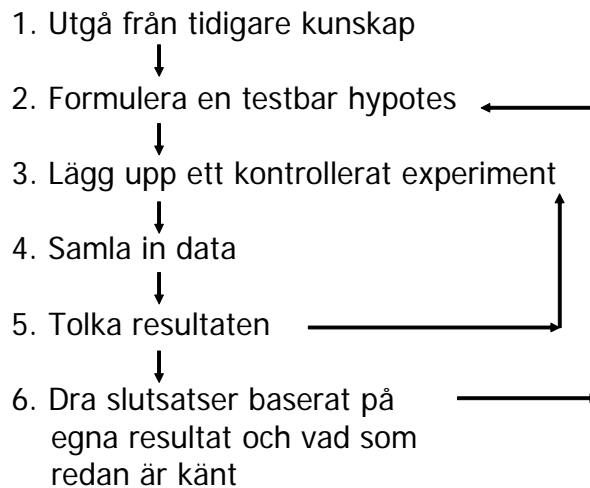 1. Utgå från tidigare kunskap
2. Formulera en testbar hypotes
3. Lägg upp ett kontrollerat experiment
4. Samla in data
5. Tolka resultaten
6. Dra slutsatser baserat på
egna resultat och vad som
redan är känt